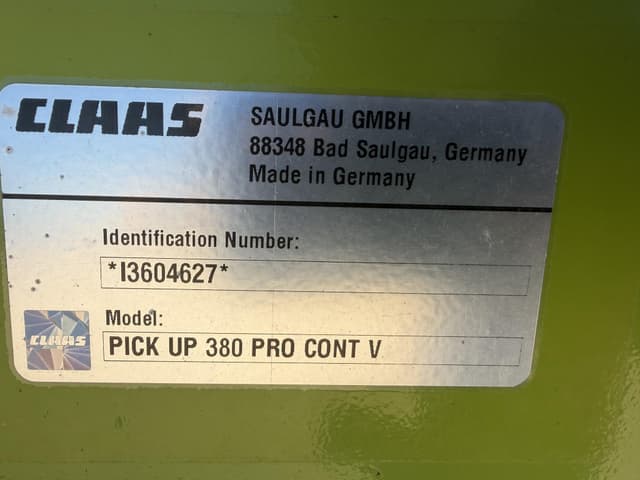 CLAAS
SAULGAU GMBH
88348 Bad Saulgau, Germany
Made in Germany
Identification Number:
*I3604627*
Model:
CLAAS
PICK UP 380 PRO CONT V